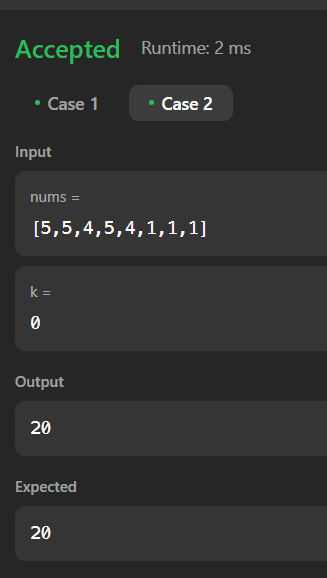 Accepted Runtime: 2 ms
• Case 1 • Case 2
Input
nums =
[5,5,4,5,4,1,1,1]
k =
0
Output
20
Expected
20